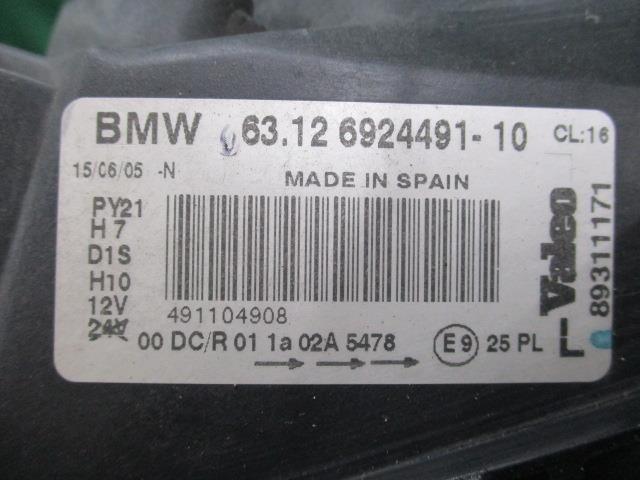 BMW 63.12 6924491-10 CL:16
15/06/05 -N MADE IN SPAIN
PY21
H7
D1S
H10
12V
24V
491104908
00 DC/R 01 1a 02A 5478 E9 25 PL
L- Valeo
89311171